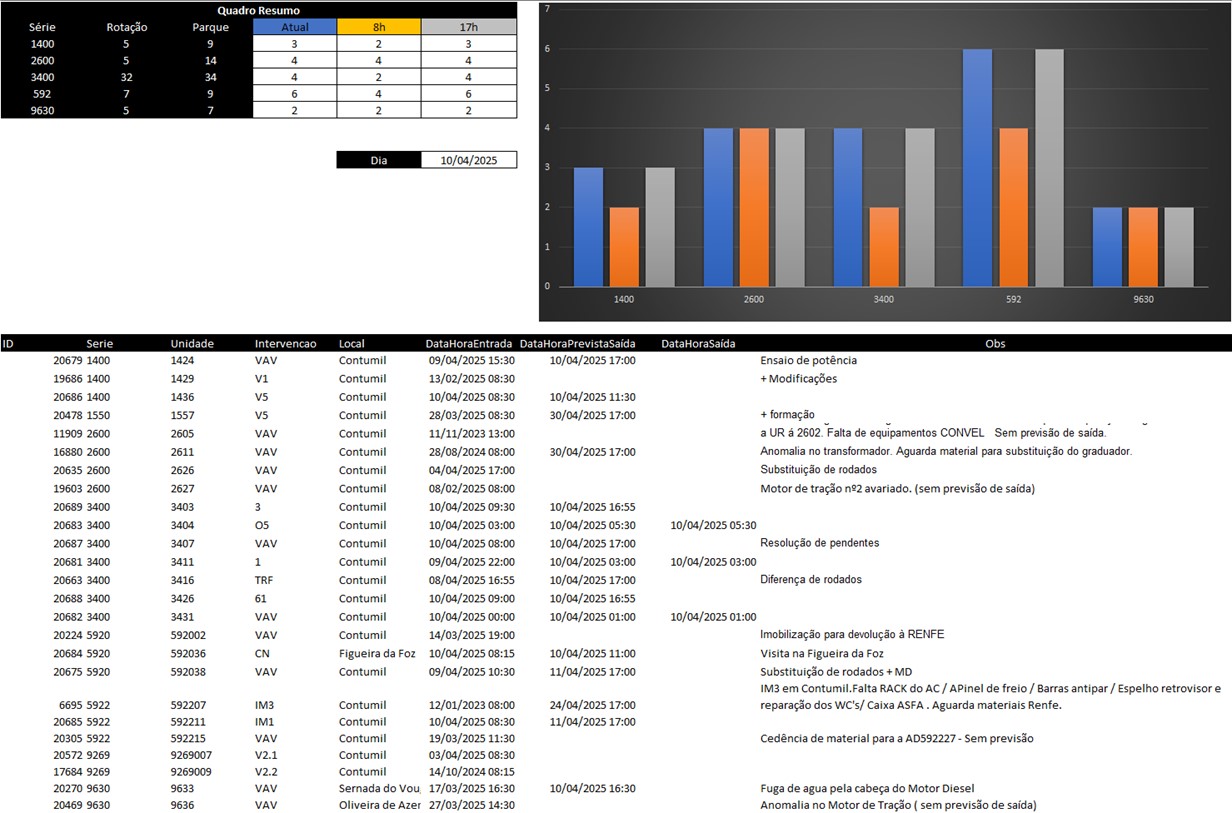 Quadro Resumo
Série Rotação Parque Atual 8h 17h
1400 5 9 3 2 3
2600 5 14 4 4 4
3400 32 34 4 2 4
592 7 9 6 4 6
9630 5 7 2 2 2
Dia 10/04/2025
7
6
5
4
3
2
1
0
1400 2600 3400 592 9630
ID Serie Unidade Intervencao Local DataHoraEntrada DataHoraPrevistaSaída DataHoraSaída Obs
20679 1400 1424 VAV Contumil 09/04/2025 15:30 10/04/2025 17:00 Ensaio de potência
19686 1400 1429 V1 Contumil 13/02/2025 08:30 + Modificações
20686 1400 1436 V5 Contumil 10/04/2025 08:30 10/04/2025 11:30
20478 1550 1557 V5 Contumil 28/03/2025 08:30 30/04/2025 17:00 + formação
11909 2600 2605 VAV Contumil 11/11/2023 13:00 a UR á 2602. Falta de equipamentos CONVEL Sem previsão de saída.
16880 2600 2611 VAV Contumil 28/08/2024 08:00 30/04/2025 17:00 Anomalia no transformador. Aguarda material para substituição do graduador.
20635 2600 2626 VAV Contumil 04/04/2025 17:00 Substituição de rodados
19603 2600 2627 VAV Contumil 08/02/2025 08:00 Motor de tração nº2 avariado. (sem previsão de saída)
20689 3400 3403 3 Contumil 10/04/2025 09:30 10/04/2025 16:55
20683 3400 3404 O5 Contumil 10/04/2025 03:00 10/04/2025 05:30 10/04/2025 05:30
20687 3400 3407 VAV Contumil 10/04/2025 08:00 10/04/2025 17:00 Resolução de pendentes
20681 3400 3411 1 Contumil 09/04/2025 22:00 10/04/2025 03:00 10/04/2025 03:00
20663 3400 3416 TRF Contumil 08/04/2025 16:55 10/04/2025 17:00 Diferença de rodados
20688 3400 3426 61 Contumil 10/04/2025 09:00 10/04/2025 16:55
20682 3400 3431 VAV Contumil 10/04/2025 00:00 10/04/2025 01:00 10/04/2025 01:00
20224 5920 592002 VAV Contumil 14/03/2025 19:00 Imobilização para devolução à RENFE
20684 5920 592036 CN Figueira da Foz 10/04/2025 08:15 10/04/2025 11:00 Visita na Figueira da Foz
20675 5920 592038 VAV Contumil 09/04/2025 10:30 11/04/2025 17:00 Substituição de rodados + MD
IM3 em Contumil.Falta RACK do AC / APinel de freio / Barras antipar / Espelho retrovisor e
6695 5922 592207 IM3 Contumil 12/01/2023 08:00 24/04/2025 17:00 reparação dos WC's/ Caixa ASFA . Aguarda materiais Renfe.
20685 5922 592211 IM1 Contumil 10/04/2025 08:30 11/04/2025 17:00
20305 5922 592215 VAV Contumil 19/03/2025 11:30 Cedência de material para a AD592227 - Sem previsão
20572 9269 9269007 V2.1 Contumil 03/04/2025 08:30
17684 9269 9269009 V2.2 Contumil 14/10/2024 08:15
20270 9630 9633 VAV Sernada do Vou 17/03/2025 16:30 10/04/2025 16:30 Fuga de agua pela cabeça do Motor Diesel
20469 9630 9636 VAV Oliveira de Azer 27/03/2025 14:30 Anomalia no Motor de Tração ( sem previsão de saída)